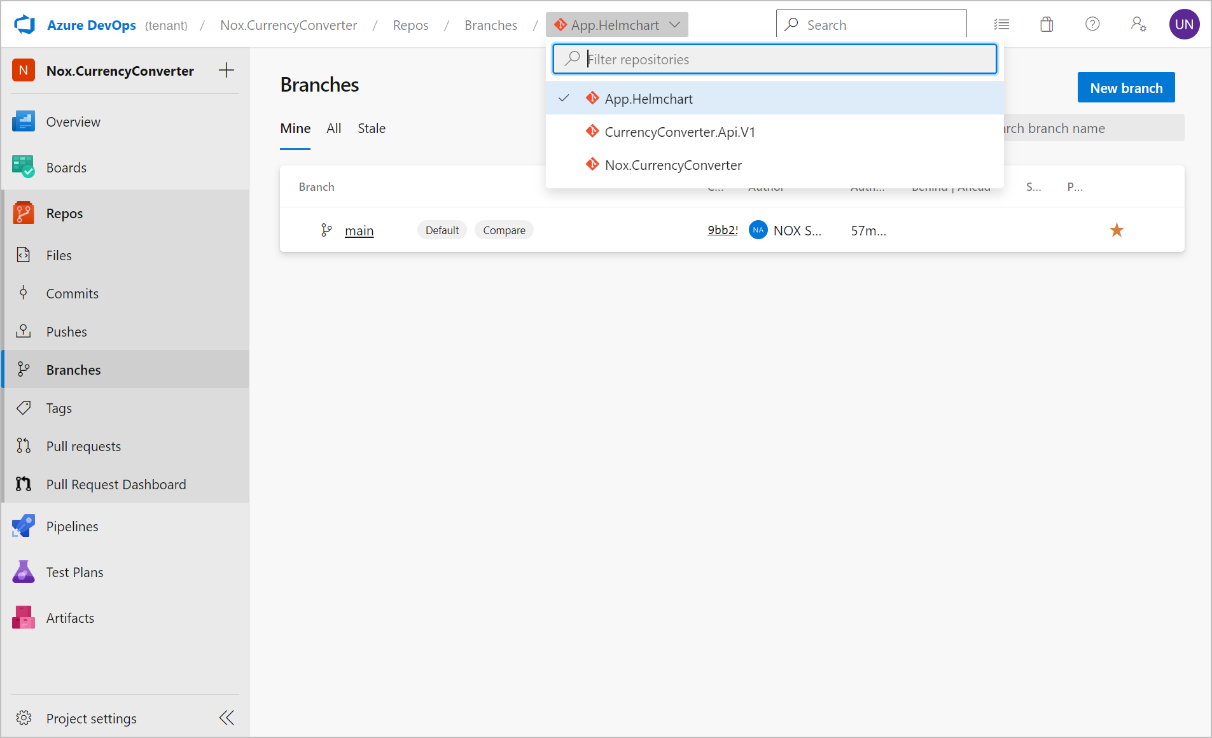 Azure DevOps (tenant) / Nox.CurrencyConverter / Repos / Branches / App.Helmchart
Search
UN
N Nox.CurrencyConverter
Overview
Boards
Repos
Files
Commits
Pushes
Branches
Tags
Pull requests
Pull Request Dashboard
Pipelines
Test Plans
Artifacts
Project settings
Branches
Filter repositories
App.Helmchart
CurrencyConverter.Api.V1
Nox.CurrencyConverter
New branch
Mine All Stale
branch name
Branch
C... Author Auth... Behind | Ahead S... P...
main Default Compare 9bb2 NA NOX S... 57m...